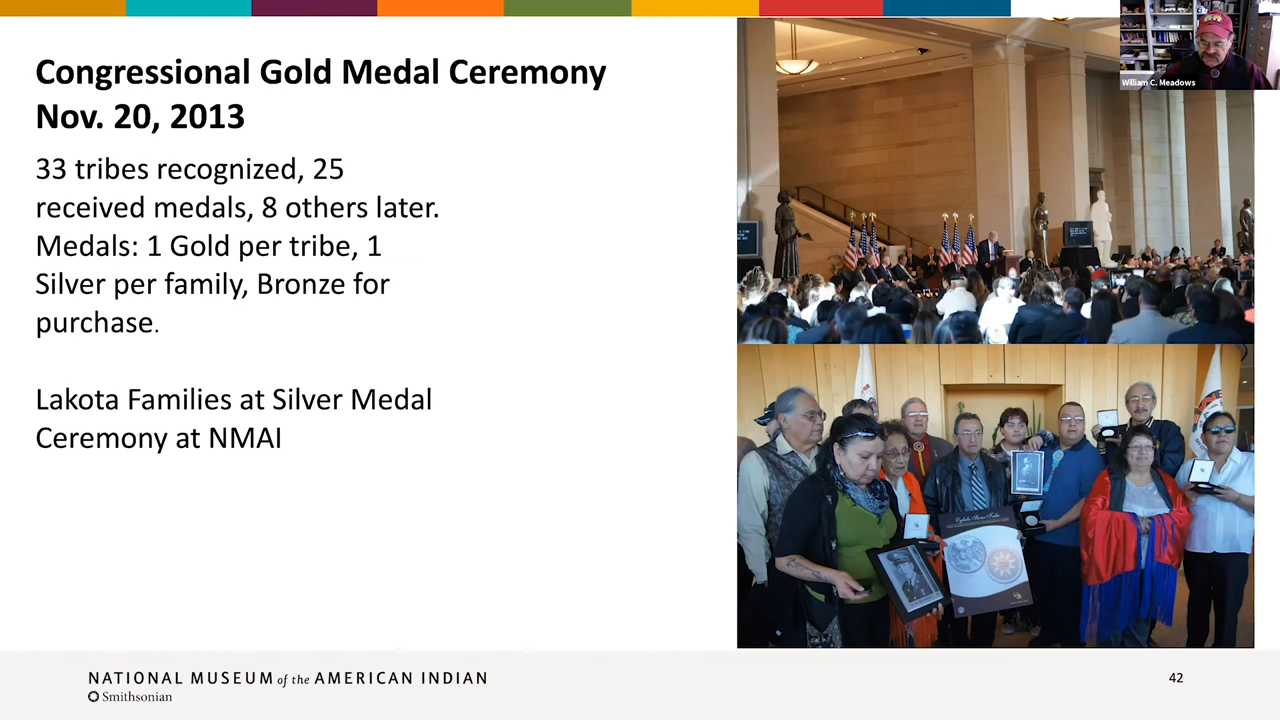 Congressional Gold Medal Ceremony
Nov. 20, 2013
33 tribes recognized, 25
received medals, 8 others later.
Medals: 1 Gold per tribe, 1
Silver per family, Bronze for
purchase.
Lakota Families at Silver Medal
Ceremony at NMAI
William C. Meadows
NATIONAL MUSEUM of the AMERICAN INDIAN
Smithsonian
42